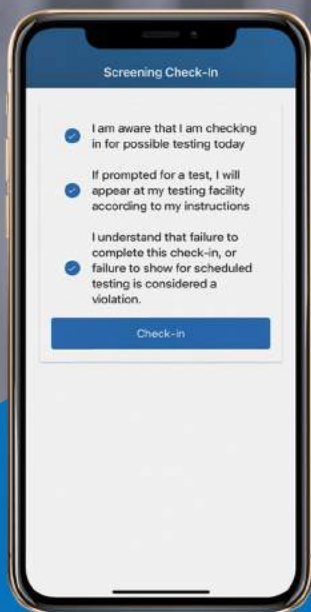 Screening Check-In
I am aware that I am checking
in for possible testing today
If prompted for a test, I will
appear at my testing facility
according to my instructions
I understand that failure to
complete this check-in, or
failure to show for scheduled
testing is considered a
violation.
Check-in